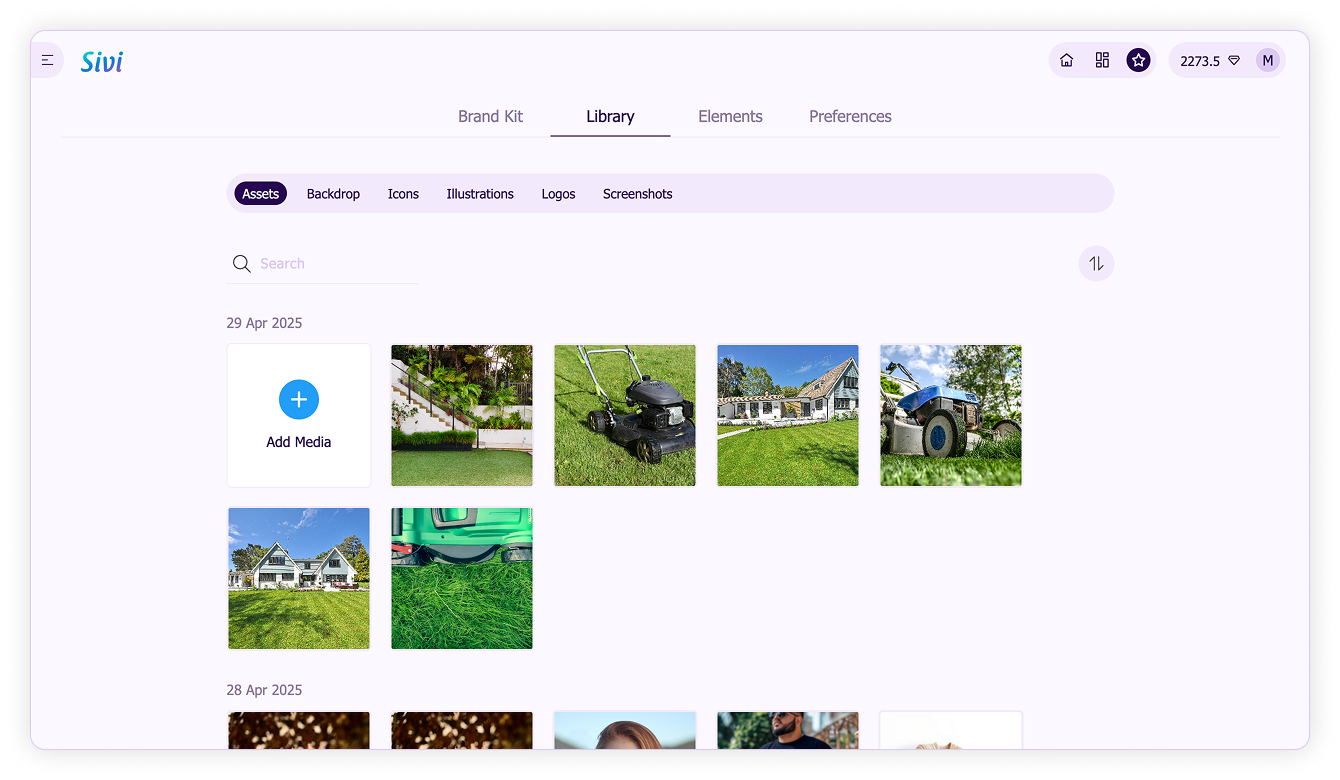 Sivi
2273.5 M
Brand Kit Library Elements Preferences
Assets Backdrop Icons Illustrations Logos Screenshots
Search
29 Apr 2025
Add Media
28 Apr 2025